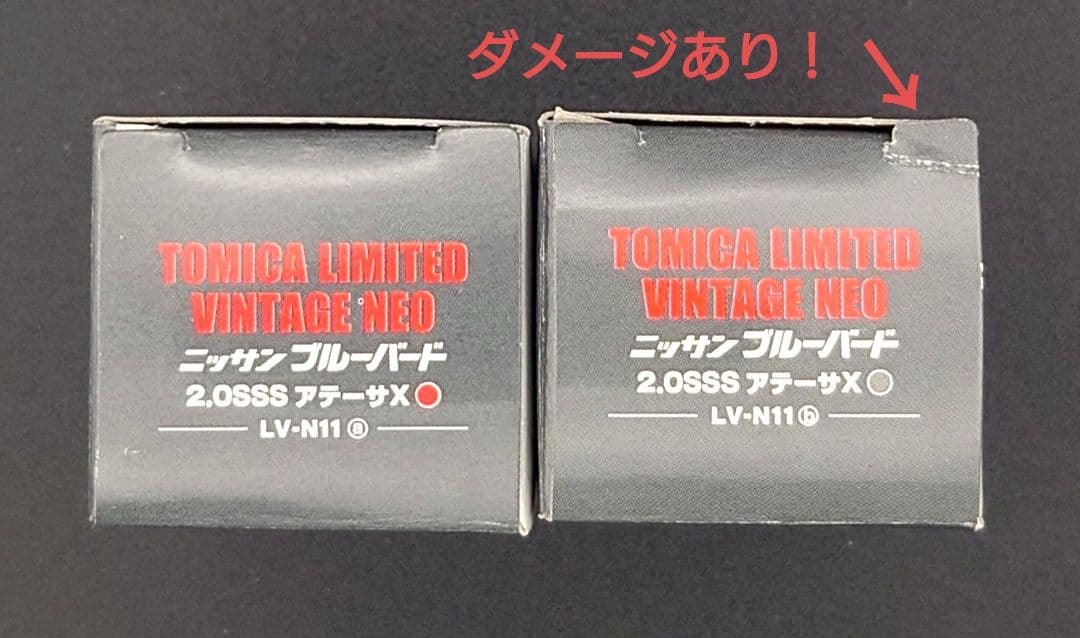 ダメージあり！
TOMICA LIMITED
VINTAGE NEO
ニッサン ブルーバード
2.0SSS アテーサX
LV-N11 ⓐ
TOMICA LIMITED
VINTAGE NEO
ニッサン ブルーバード
2.0SSS アテーサX
LV-N11 ⓑ